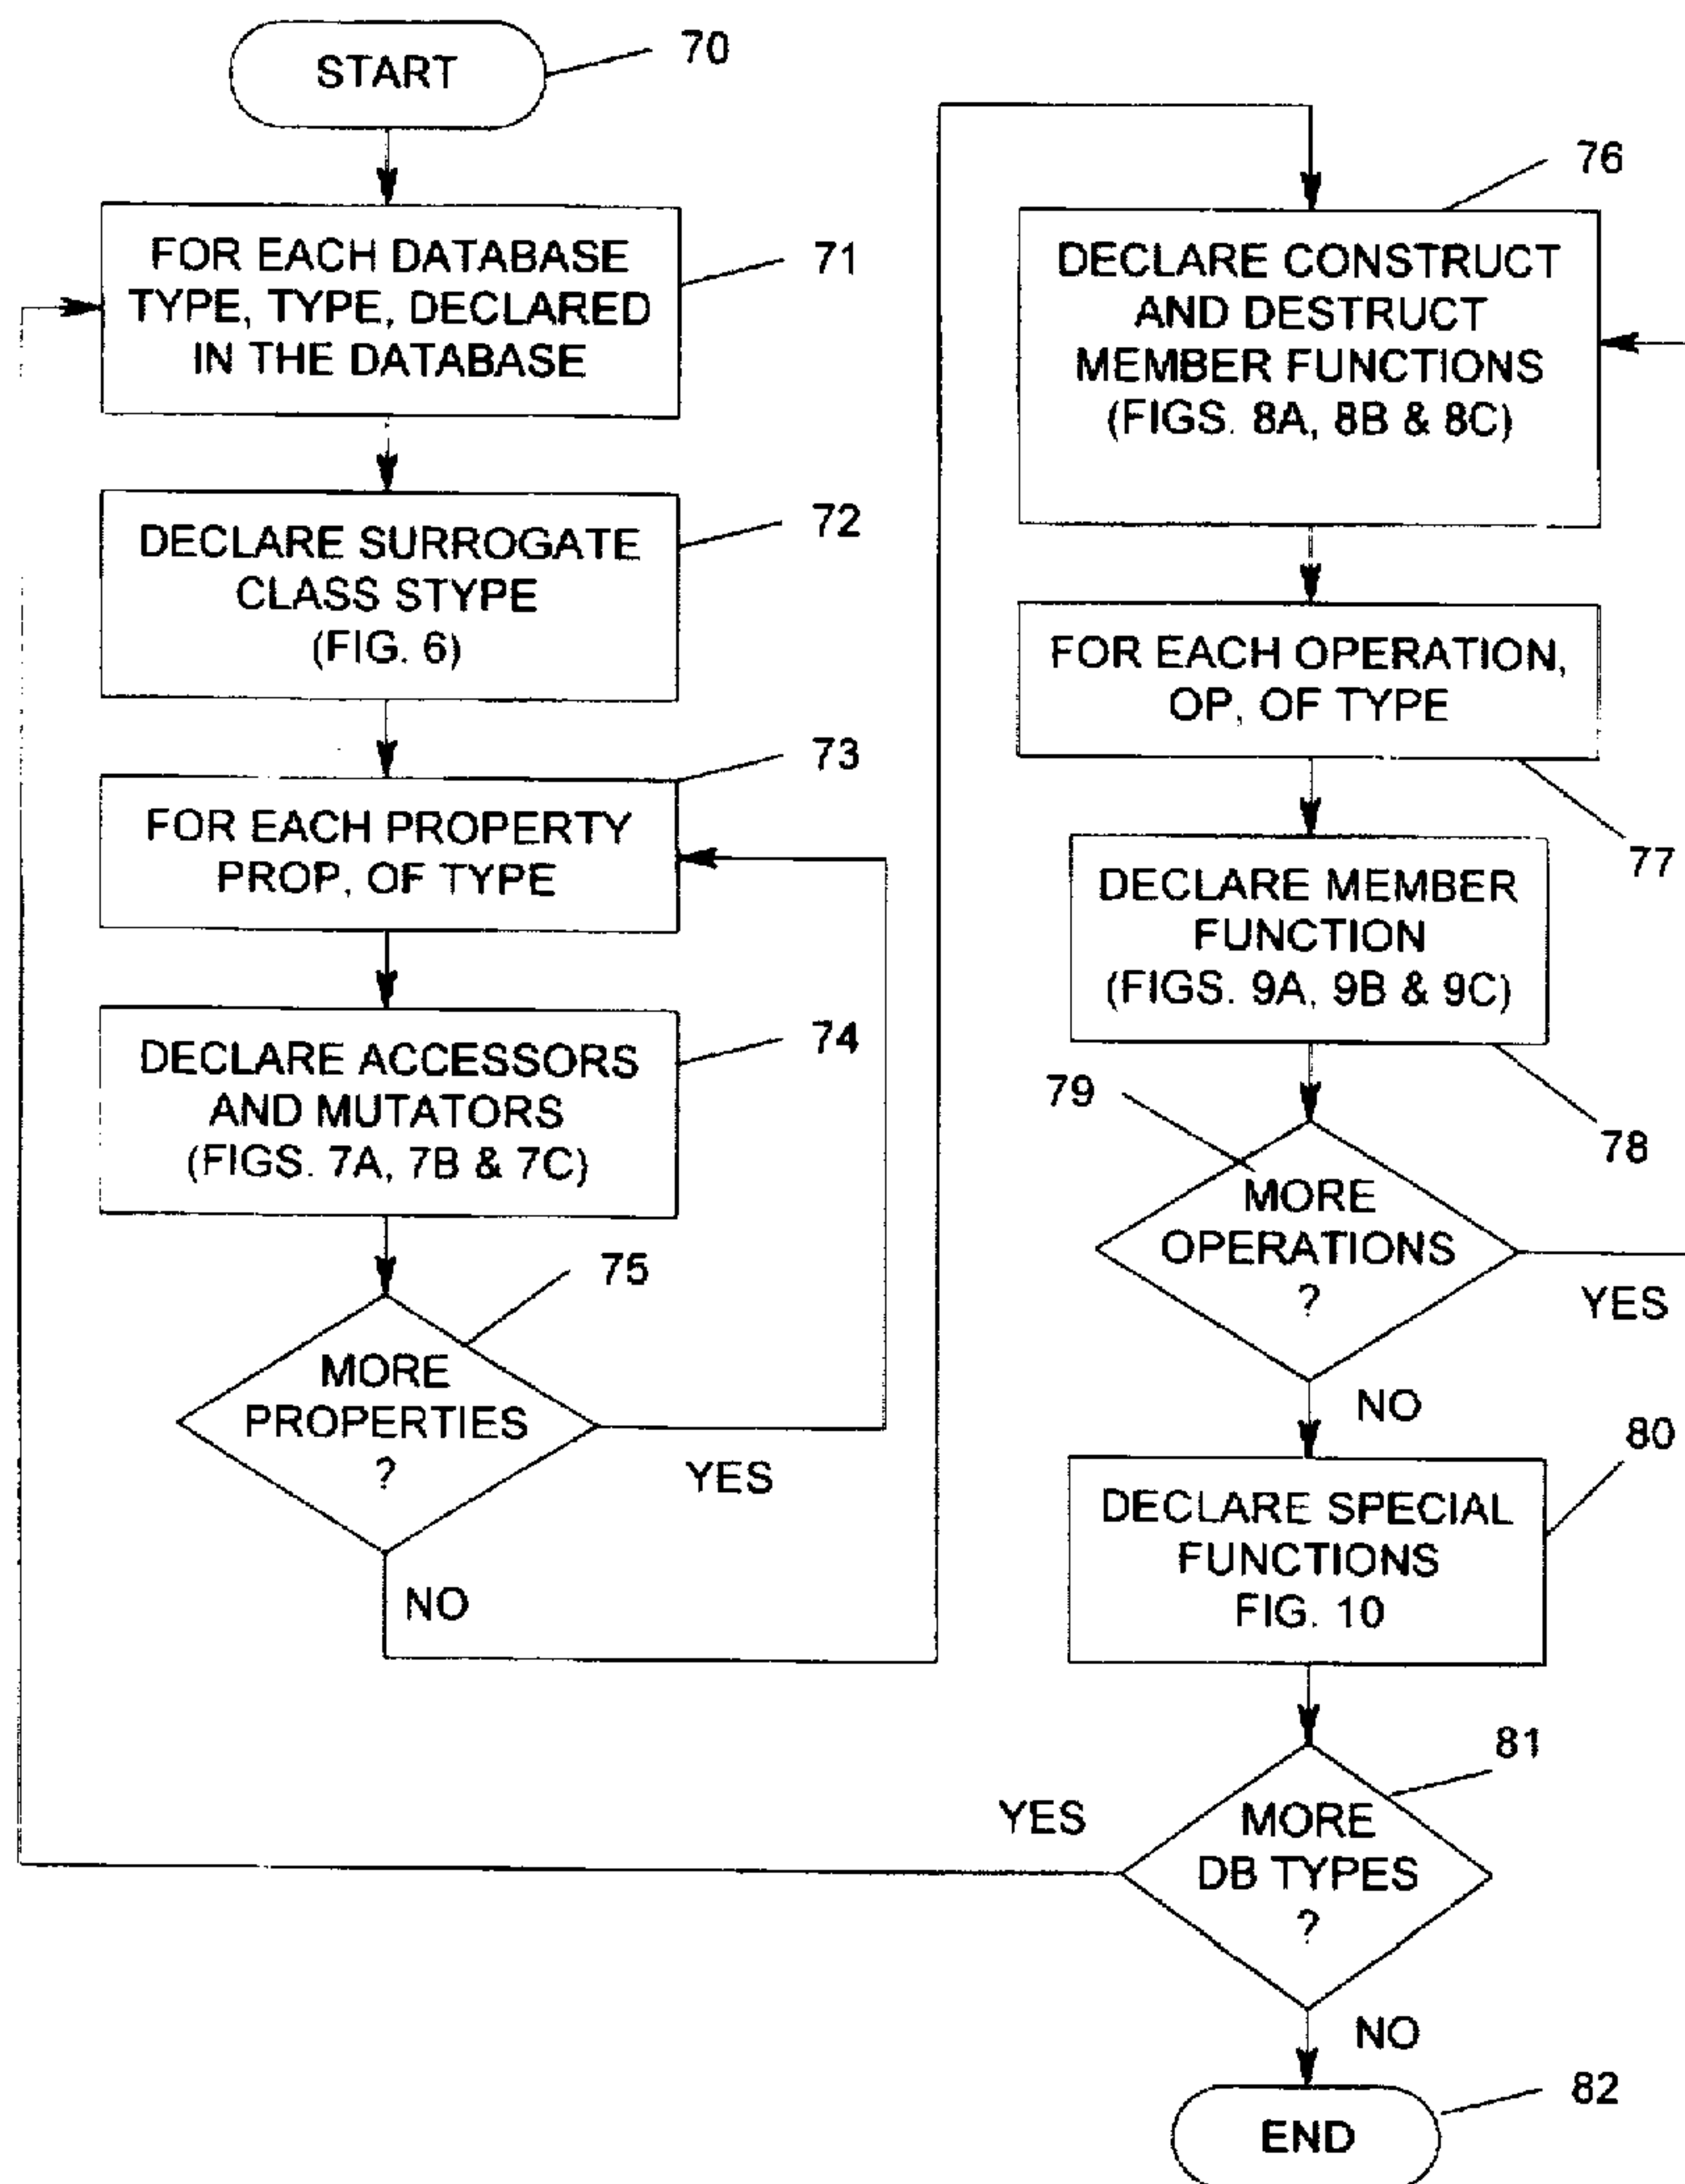 START
70
FOR EACH DATABASE
TYPE, TYPE, DECLARED
IN THE DATABASE
71
DECLARE SURROGATE
CLASS STYPE
(FIG. 6)
72
FOR EACH PROPERTY
PROP, OF TYPE
73
DECLARE ACCESSORS
AND MUTATORS
(FIGS. 7A, 7B & 7C)
74
MORE
PROPERTIES
?
75
YES
NO
76
DECLARE CONSTRUCT
AND DESTRUCT
MEMBER FUNCTIONS
(FIGS. 8A, 8B & 8C)
FOR EACH OPERATION,
OP, OF TYPE
77
DECLARE MEMBER
FUNCTION
(FIGS. 9A, 9B & 9C)
78
79
MORE
OPERATIONS
?
YES
NO
80
DECLARE SPECIAL
FUNCTIONS
FIG. 10
81
MORE
DB TYPES
?
YES
NO
END
82